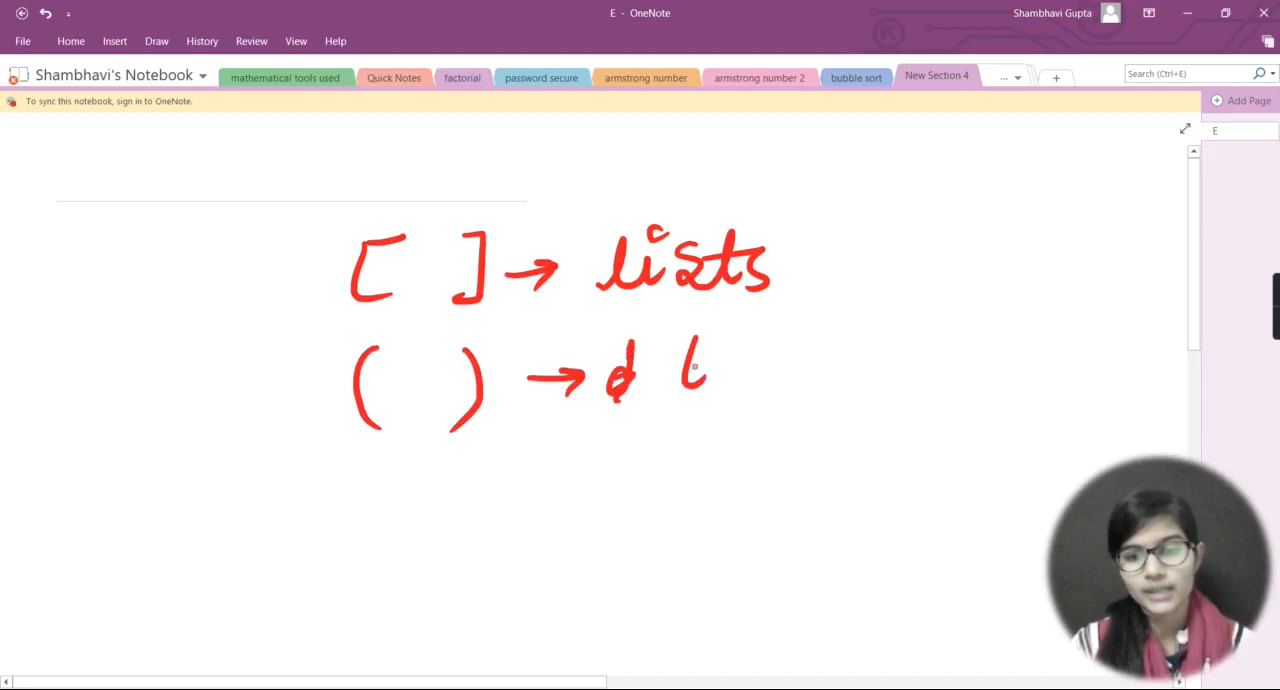 E - OneNote
Shambhavi Gupta
File Home Insert Draw History Review View Help
Shambhavi's Notebook
mathematical tools used
Quick Notes
factorial
password secure
armstrong number
armstrong number 2
bubble sort
New Section 4
...
+
Search (Ctrl+E)
To sync this notebook, sign in to OneNote.
Add Page
E
[ ] → lists
( ) →